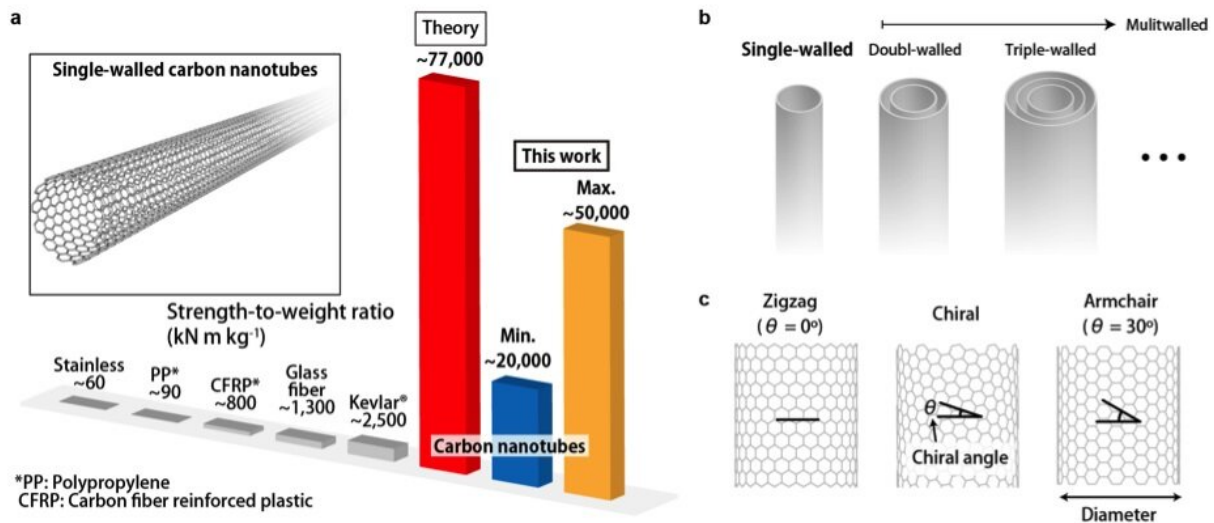 a
Single-walled carbon nanotubes
Theory
~77,000
This work
Max.
~50,000
Min.
~20,000
Strength-to-weight ratio
(kN m kg⁻¹)
Stainless
~60
PP*
~90
CFRP*
~800
Glass
fiber
~1,300
Kevlar®
~2,500
Carbon nanotubes
*PP: Polypropylene
CFRP: Carbon fiber reinforced plastic
b
Mulitwalled
Single-walled
Doubl-walled
Triple-walled
•••
c
Zigzag
(θ = 0º)
Chiral
Armchair
(θ = 30º)
θ
Chiral angle
Diameter